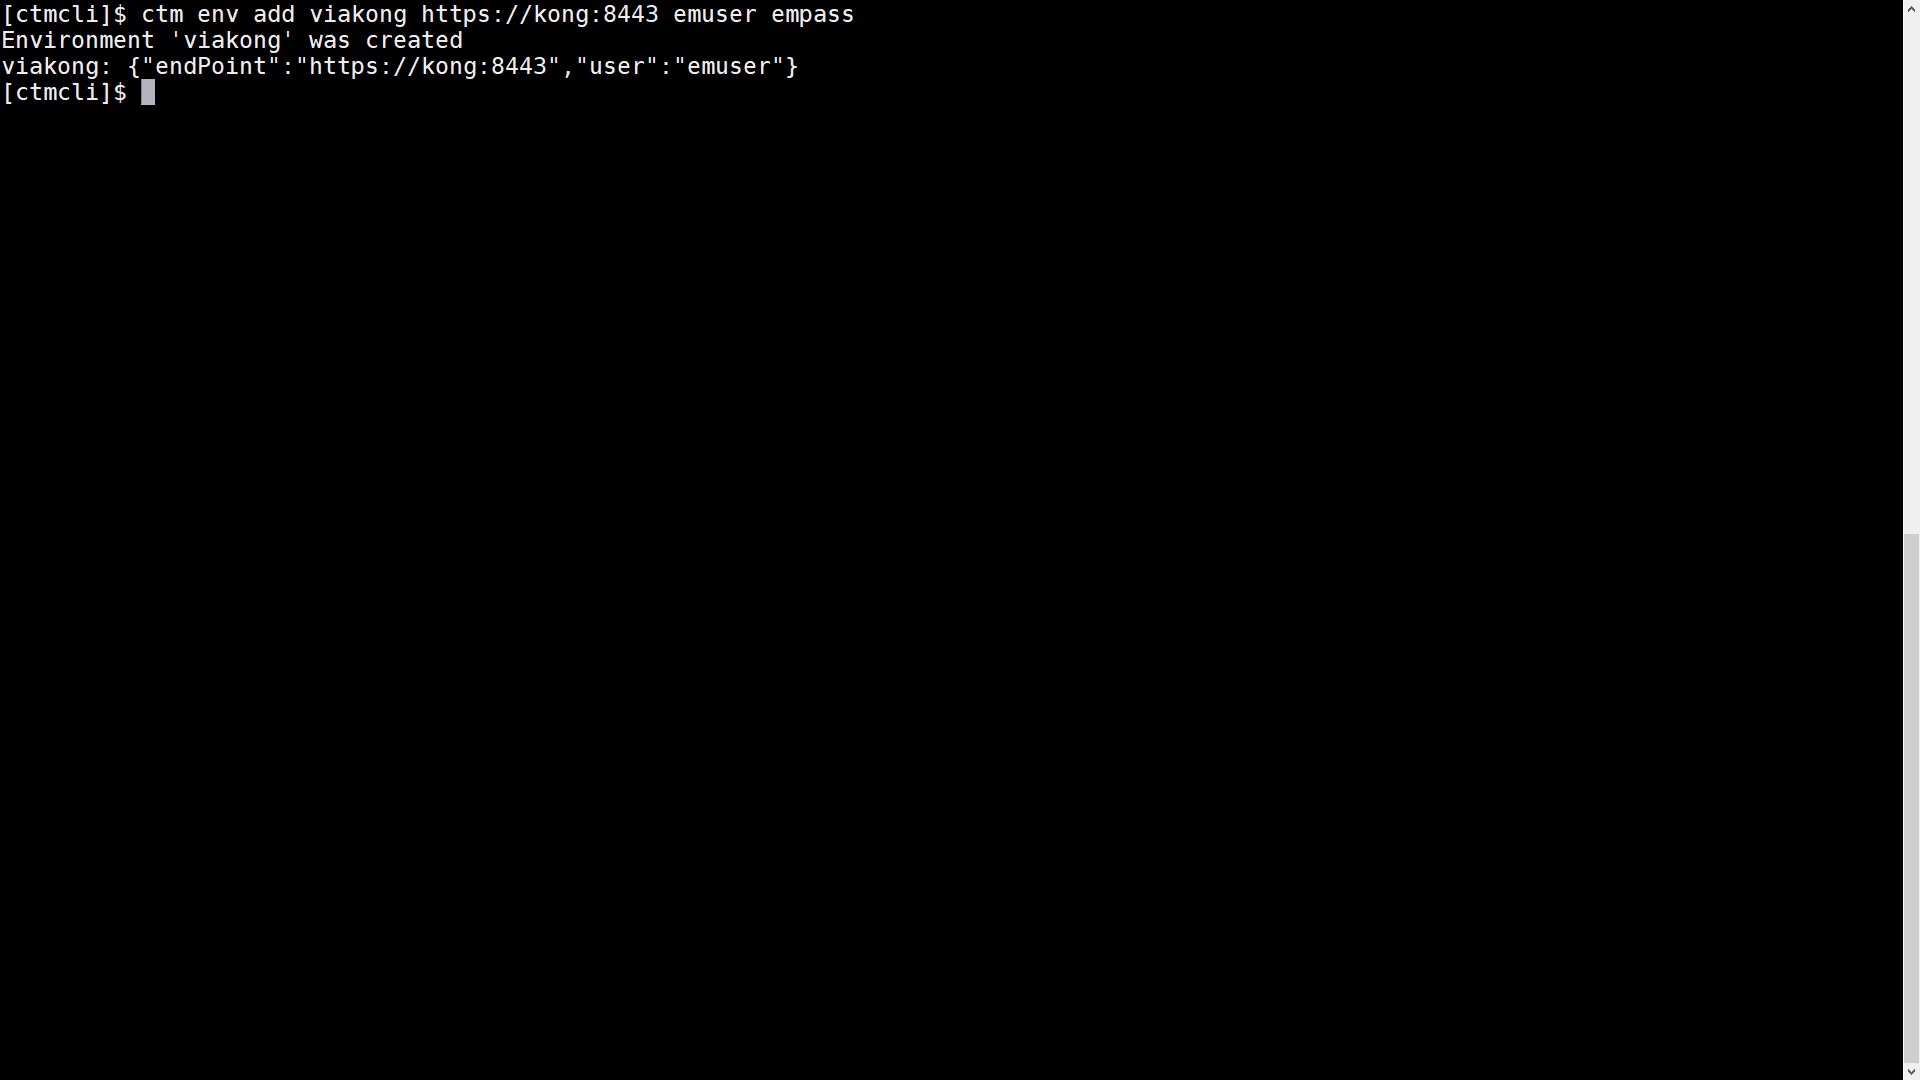 [ctmcli]$ ctm env add viakong https://kong:8443 emuser empass
Environment 'viakong' was created
viakong: {"endPoint":"https://kong:8443","user":"emuser"}
[ctmcli]$